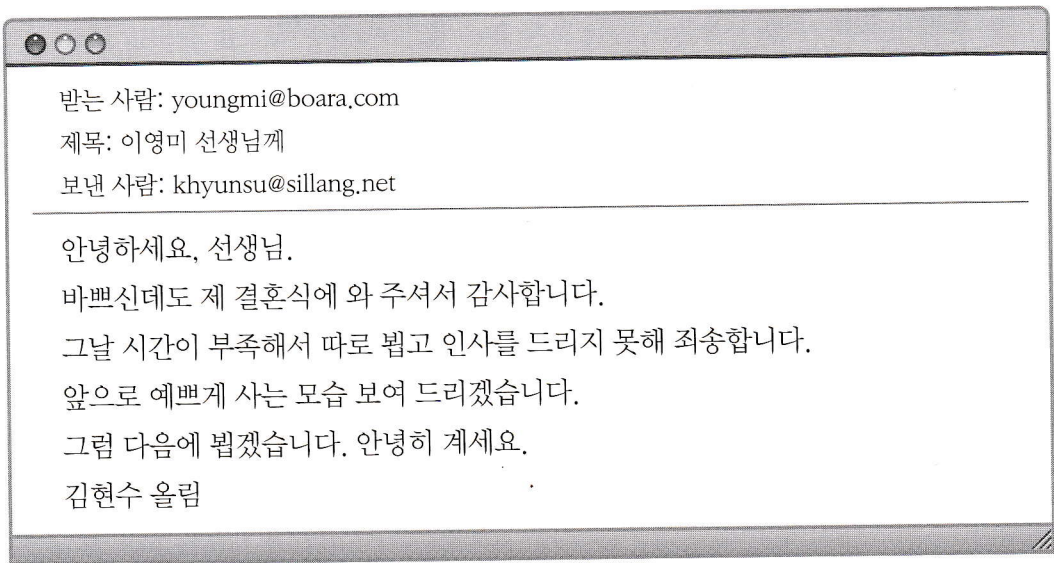 받는 사람: youngmi@boara.com
제목: 이영미 선생님께
보낸 사람: khyunsu@sillang.net
안녕하세요, 선생님.
바쁘신데도 제 결혼식에 와 주셔서 감사합니다.
그날 시간이 부족해서 따로 뵙고 인사를 드리지 못해 죄송합니다.
앞으로 예쁘게 사는 모습 보여 드리겠습니다.
그럼 다음에 뵙겠습니다. 안녕히 계세요.
김현수 올림